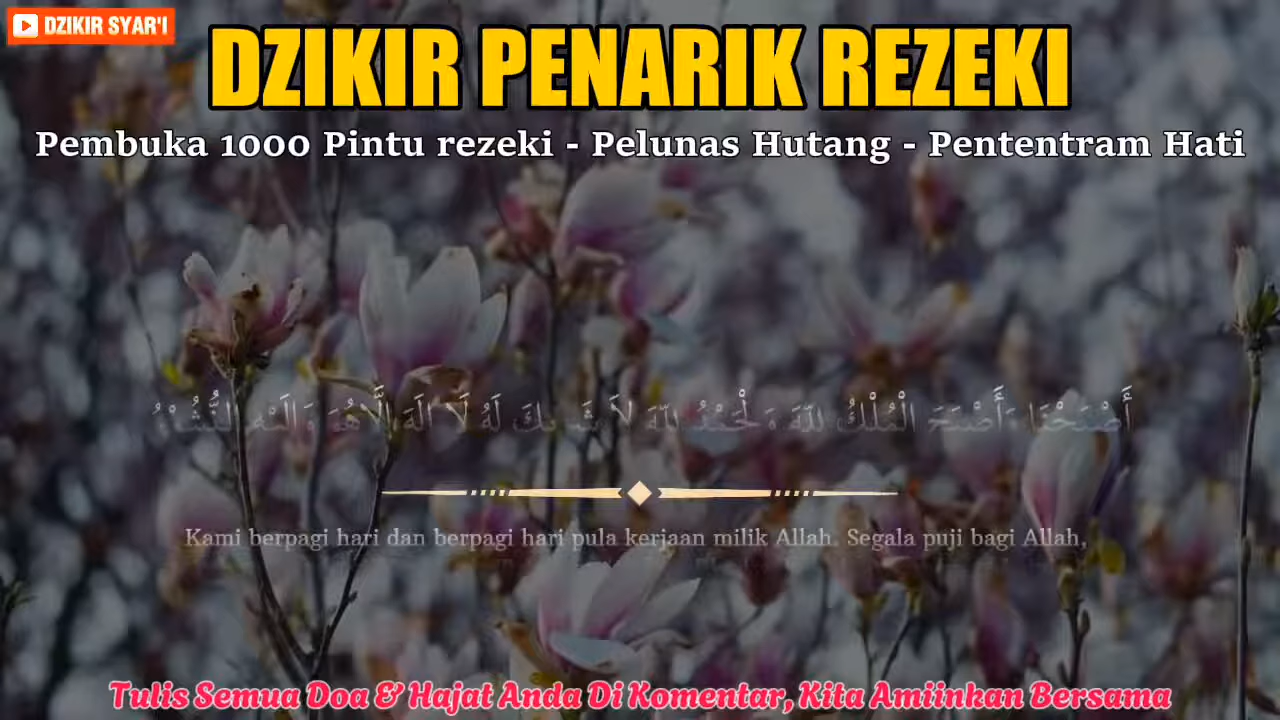 DZIKIR SYAR'I
DZIKIR PENARIK REZEKI
Pembuka 1000 Pintu rezeki - Pelunas Hutang - Pententram Hati
أَصْبَحْنَا وَأَصْبَحَ الْمُلْكُ لِلَّهِ وَالْحَمْدُ لِلَّهِ لَا شَرِيكَ لَهُ لَا إِلَهَ إِلَّا هُوَ وَإِلَيْهِ النُّشُوْرُ
Kami berpagi hari dan berpagi hari pula kerjaan milik Allah. Segala puji bagi Allah,
Tulis Semua Doa & Hajat Anda Di Komentar, Kita Amiinkan Bersama